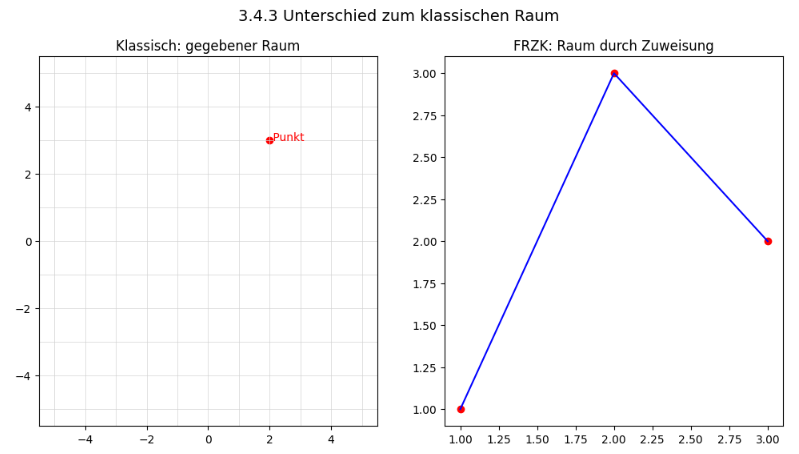 3.4.3 Unterschied zum klassischen Raum
Klassisch: gegebener Raum
4
2
0
−2
−4
−4 −2 0 2 4
Punkt
FRZK: Raum durch Zuweisung
3.00
2.75
2.50
2.25
2.00
1.75
1.50
1.25
1.00
1.00 1.25 1.50 1.75 2.00 2.25 2.50 2.75 3.00